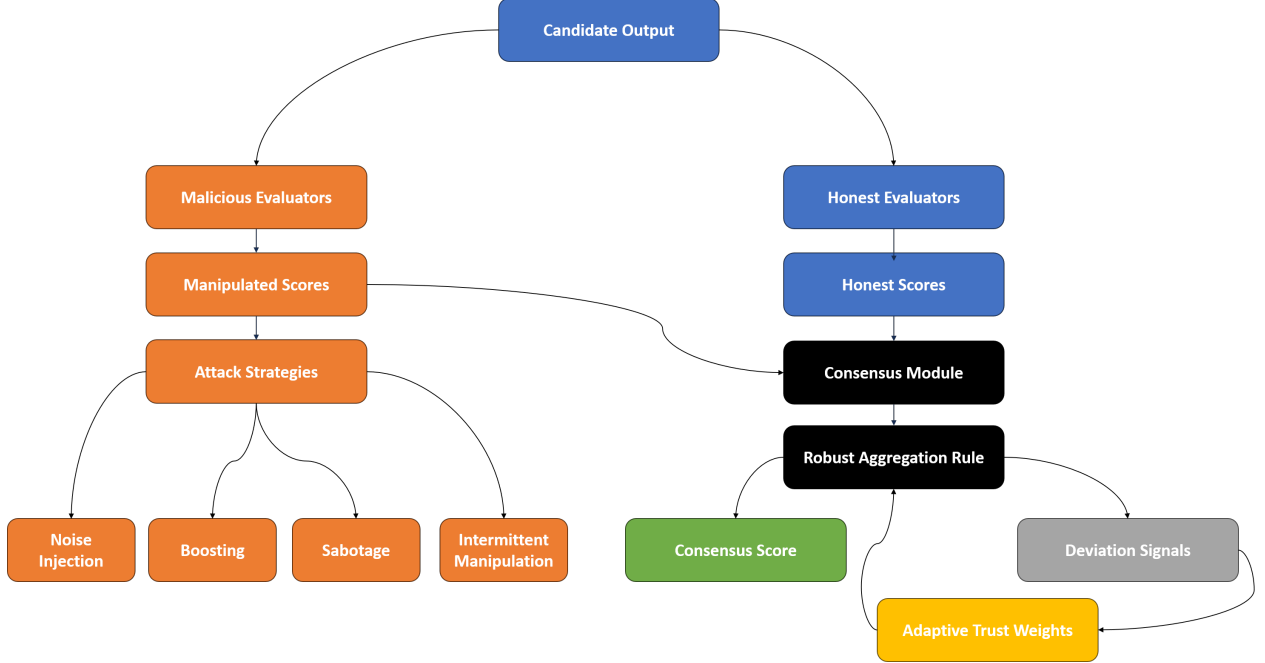 Candidate Output
Malicious Evaluators
Honest Evaluators
Manipulated Scores
Honest Scores
Attack Strategies
Consensus Module
Robust Aggregation Rule
Noise
Injection
Boosting
Sabotage
Intermittent
Manipulation
Consensus Score
Deviation Signals
Adaptive Trust Weights